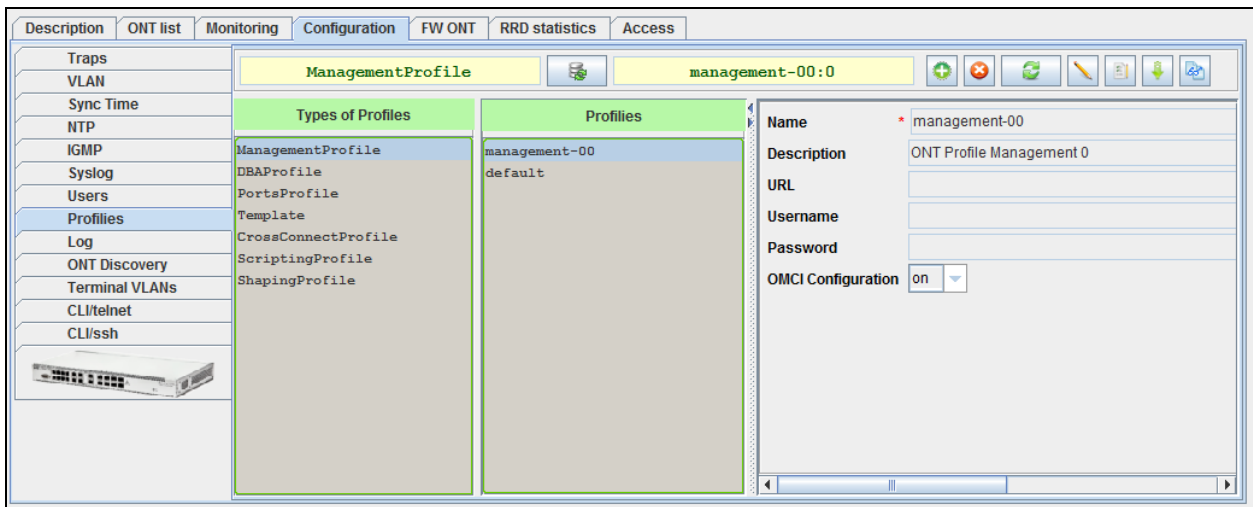 Description ONT list Monitoring Configuration FW ONT RRD statistics Access
Traps
VLAN
Sync Time
NTP
IGMP
Syslog
Users
Profilies
Log
ONT Discovery
Terminal VLANs
CLI/telnet
CLI/ssh
ManagementProfile
management-00:0
Types of Profiles
ManagementProfile
DBAProfile
PortsProfile
Template
CrossConnectProfile
ScriptingProfile
ShapingProfile
Profilies
management-00
default
Name * management-00
Description ONT Profile Management 0
URL
Username
Password
OMCI Configuration on